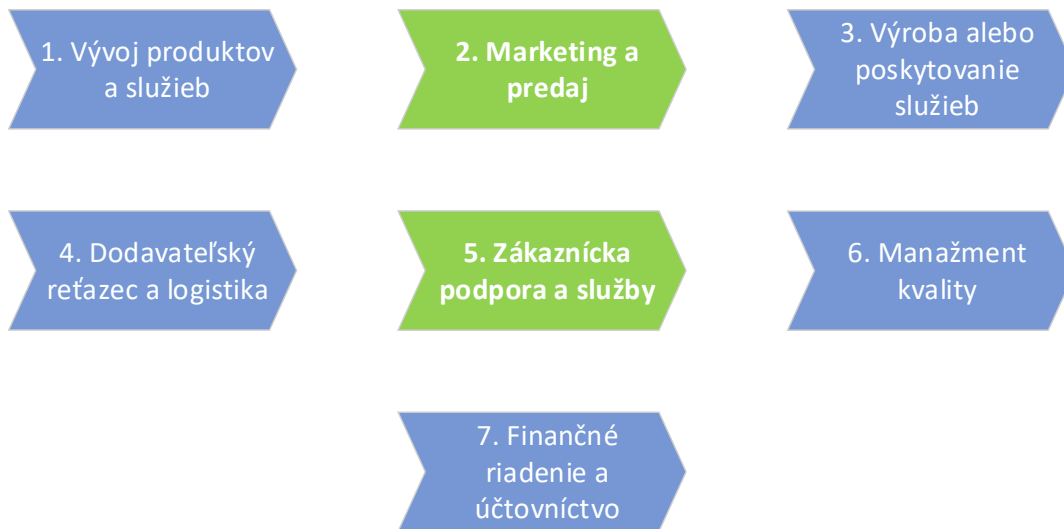 1. Vývoj produktov
a služieb
2. Marketing a
predaj
3. Výroba alebo
poskytovanie
služieb
4. Dodavateľský
reťazec a logistika
5. Zákaznícka
podpora a služby
6. Manažment
kvality
7. Finančné
riadenie a
účtovníctvo